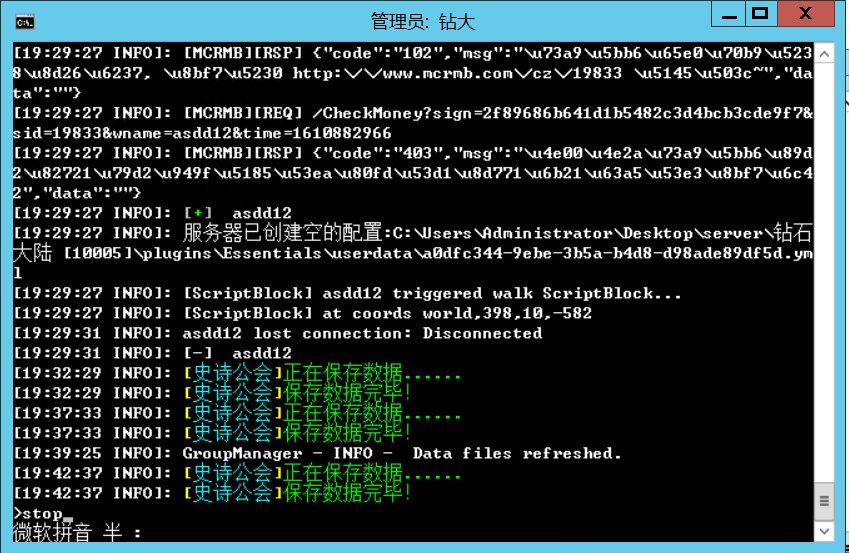 管理员: 钻大
[19:29:27 INFO]: [MCRMB][RSP] {"code":"102","msg":"\u73a9\u5bb6\u65e0\u70b9\u523
8\u8d26\u6237, \u8bf7\u5230 http:\/\/www.mcrmb.com\/cz\/19833 \u5145\u503c~","da
ta":""}
[19:29:27 INFO]: [MCRMB][REQ] /CheckMoney?sign=2f89686b641d1b5482c3d4bcb3cde9f7&
sid=19833&wname=asdd12&time=1610882966
[19:29:27 INFO]: [MCRMB][RSP] {"code":"403","msg":"\u4e00\u4e2a\u73a9\u5bb6\u89d
2\u82721\u79d2\u949f\u5185\u53ea\u80fd\u53d1\u8d771\u6b21\u63a5\u53e3\u8bf7\u6c4
2","data":""}
[19:29:27 INFO]: [+]  asdd12
[19:29:27 INFO]: 服务器已创建空的配置:C:\Users\Administrator\Desktop\server\钻石
大陆 [10005]\plugins\Essentials\userdata\a0dfc344-9ebe-3b5a-b4d8-d98ade89df5d.ym
l
[19:29:27 INFO]: [ScriptBlock] asdd12 triggered walk ScriptBlock...
[19:29:27 INFO]: [ScriptBlock] at coords world,398,10,-582
[19:29:31 INFO]: asdd12 lost connection: Disconnected
[19:29:31 INFO]: [-]  asdd12
[19:32:29 INFO]: [史诗公会]正在保存数据......
[19:32:29 INFO]: [史诗公会]保存数据完毕!
[19:37:33 INFO]: [史诗公会]正在保存数据......
[19:37:33 INFO]: [史诗公会]保存数据完毕!
[19:39:25 INFO]: GroupManager - INFO -  Data files refreshed.
[19:42:37 INFO]: [史诗公会]正在保存数据......
[19:42:37 INFO]: [史诗公会]保存数据完毕!
>stop_
微软拼音 半 :